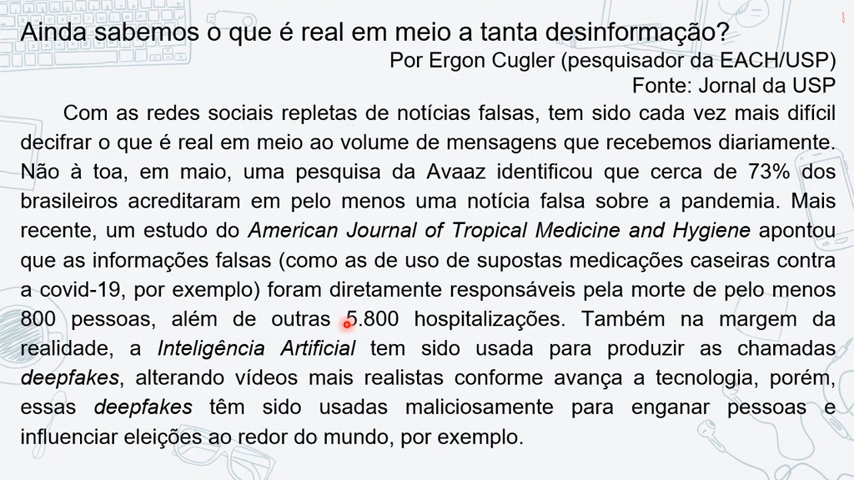 Ainda sabemos o que é real em meio a tanta desinformação?
Por Ergon Cugler (pesquisador da EACH/USP)
Fonte: Jornal da USP
Com as redes sociais repletas de notícias falsas, tem sido cada vez mais difícil
decifrar o que é real em meio ao volume de mensagens que recebemos diariamente.
Não à toa, em maio, uma pesquisa da Avaaz identificou que cerca de 73% dos
brasileiros acreditaram em pelo menos uma notícia falsa sobre a pandemia. Mais
recente, um estudo do American Journal of Tropical Medicine and Hygiene apontou
que as informações falsas (como as de uso de supostas medicações caseiras contra
a covid-19, por exemplo) foram diretamente responsáveis pela morte de pelo menos
800 pessoas, além de outras 5.800 hospitalizações. Também na margem da
realidade, a Inteligência Artificial tem sido usada para produzir as chamadas
deepfakes, alterando vídeos mais realistas conforme avança a tecnologia, porém,
essas deepfakes têm sido usadas maliciosamente para enganar pessoas e
influenciar eleições ao redor do mundo, por exemplo.